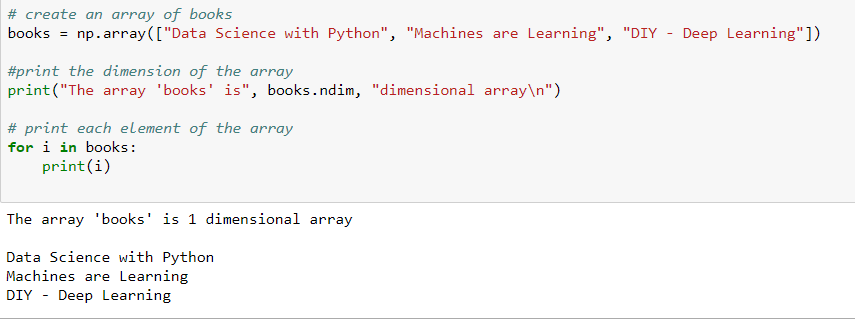 # create an array of books
books = np.array(["Data Science with Python", "Machines are Learning", "DIY - Deep Learning"])
#print the dimension of the array
print("The array 'books' is", books.ndim, "dimensional array\n")
# print each element of the array
for i in books:
    print(i)
The array 'books' is 1 dimensional array
Data Science with Python
Machines are Learning
DIY - Deep Learning